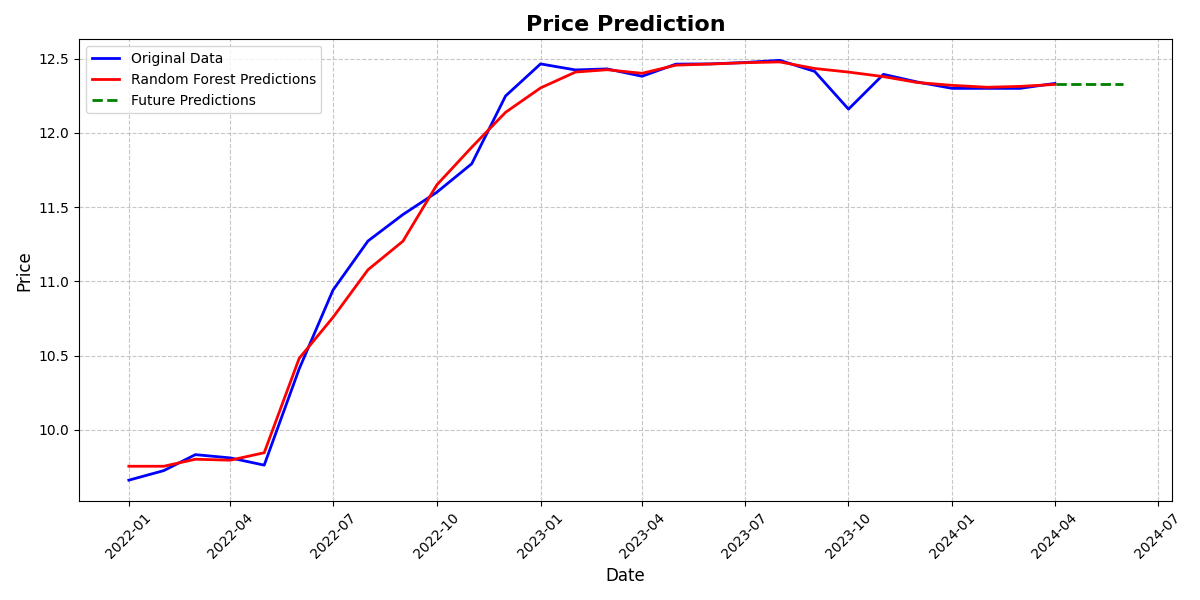 Price Prediction
Original Data
Random Forest Predictions
Future Predictions
Price
12.5
12.0
11.5
11.0
10.5
10.0
2022-01
2022-04
2022-07
2022-10
2023-01
2023-04
2023-07
2023-10
2024-01
2024-04
2024-07
Date